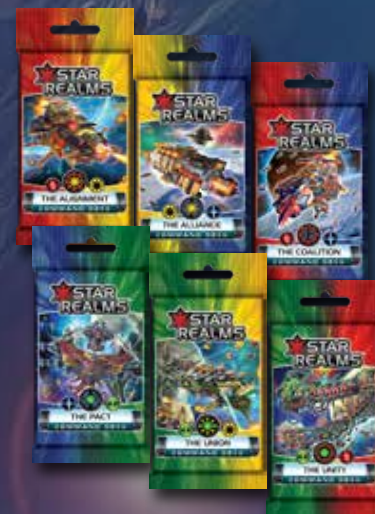 STAR
REALMS
THE ALIGNMENT
COMMAND DECK
STAR
REALMS
THE ALLIANCE
COMMAND DECK
STAR
REALMS
THE COALITION
COMMAND DECK
STAR
REALMS
THE PACT
COMMAND DECK
STAR
REALMS
THE UNION
COMMAND DECK
STAR
REALMS
THE UNITY
COMMAND DECK